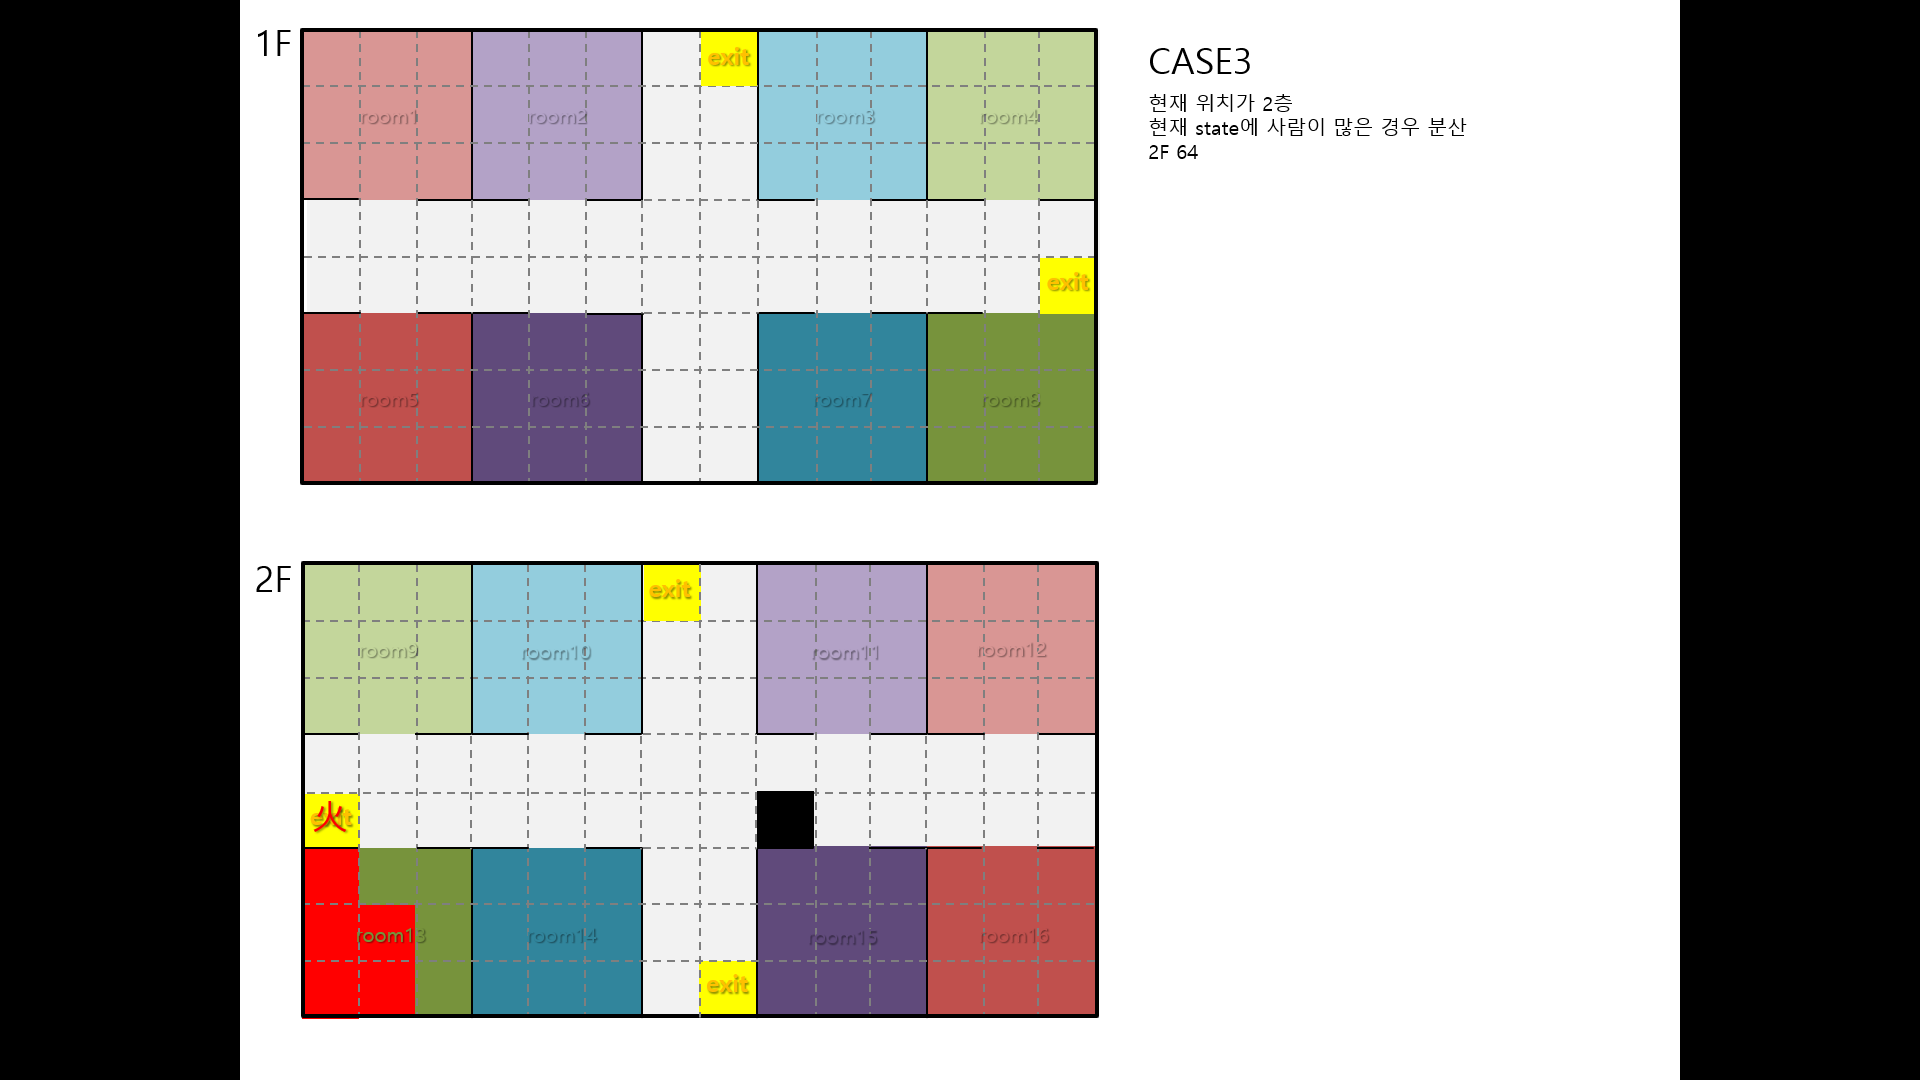 1F
exit
room1
room2
room3
room4
exit
room5
room6
room7
room8
CASE3
현재 위치가 2층
현재 state에 사람이 많은 경우 분산
2F 64
2F
exit
room9
room10
room11
room12
exit
火
room13
room14
room15
room16
exit